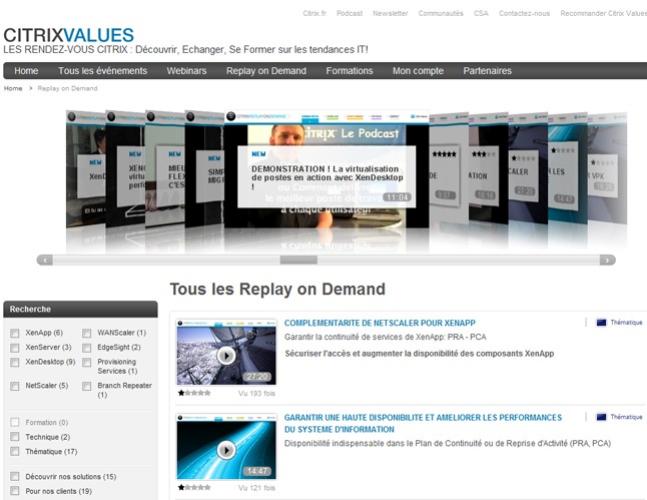 Citrix.fr Podcast Newsletter Communautés CSA Contactez-nous Recommander Citrix Values
CITRIXVALUES
LES RENDEZ-VOUS CITRIX : Découvrir, Echanger, Se Former sur les tendances IT!
Home Tous les événements Webinars Replay on Demand Formations Mon compte Partenaires
Home > Replay on Demand
CITRIX Le Podcast
NEW
DEMONSTRATION ! La virtualisation
de postes en action avec XenDesktop
!
11:04
à chaque utilisateur
Tous les Replay on Demand
Recherche
XenApp (6) WANScaler (1)
XenServer (3) EdgeSight (2)
XenDesktop (9) Provisioning
Services (1)
NetScaler (5) Branch Repeater
(1)
Formation (0)
Technique (2)
Thématique (17)
Découvrir nos solutions (15)
Pour nos clients (19)
COMPLEMENTARITE DE NETSCALER POUR XENAPP
Thématique
Garantir la continuité de services de XenApp: PRA - PCA
Sécuriser l'accès et augmenter la disponibilité des composants XenApp
27:20
Vu 193 fois
GARANTIR UNE HAUTE DISPONIBILITE ET AMELIORER LES PERFORMANCES
DU SYSTEME D'INFORMATION
Thématique
Disponibilité indispensable dans le Plan de Continuité ou de Reprise d'Activité (PRA, PCA)
14:47
Vu 121 fois